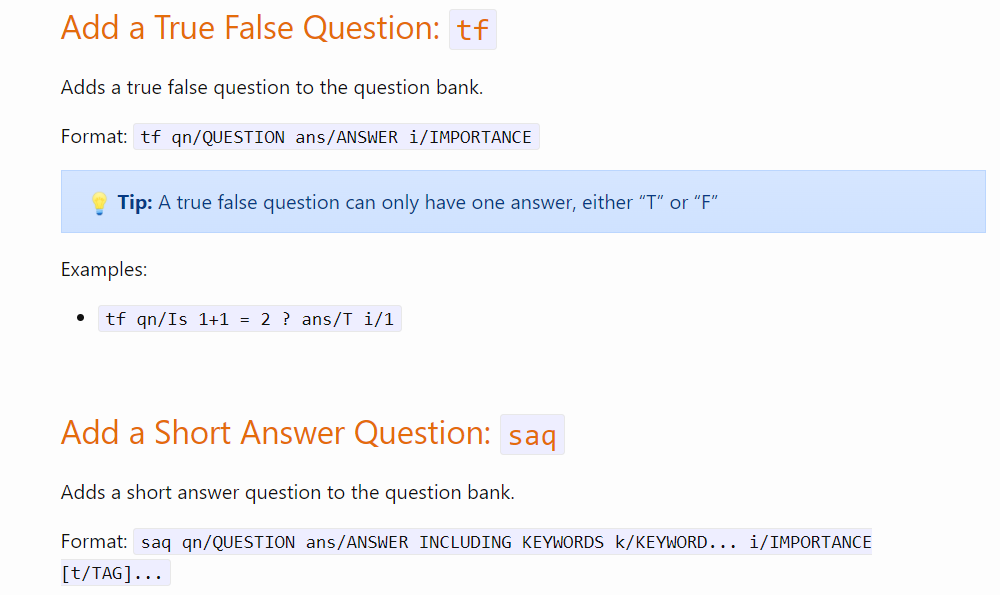 Add a True False Question: tf
Adds a true false question to the question bank.
Format: tf qn/QUESTION ans/ANSWER i/IMPORTANCE
💡 Tip: A true false question can only have one answer, either “T” or “F”
Examples:
• tf qn/Is 1+1 = 2 ? ans/T i/1
Add a Short Answer Question: saq
Adds a short answer question to the question bank.
Format: saq qn/QUESTION ans/ANSWER INCLUDING KEYWORDS k/KEYWORD... i/IMPORTANCE
[t/TAG]...